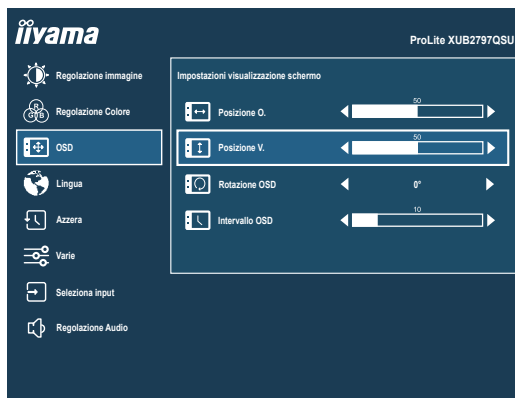 iiyama
ProLite XUB2797QSU
Regolazione immagine
Regolazione Colore
OSD
Lingua
Azzera
Varie
Seleziona input
Regolazione Audio
Impostazioni visualizzazione schermo
Posizione O.
50
Posizione V.
50
Rotazione OSD
0°
Intervallo OSD
10
R
G B